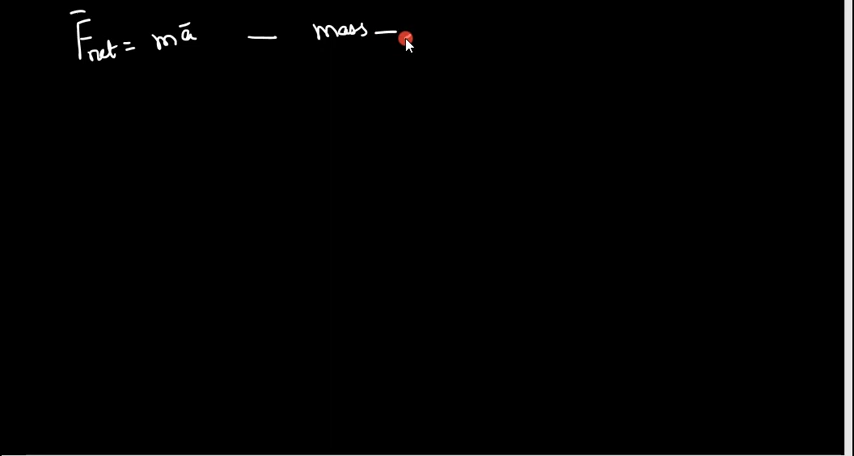 F̄net = mā — mass —